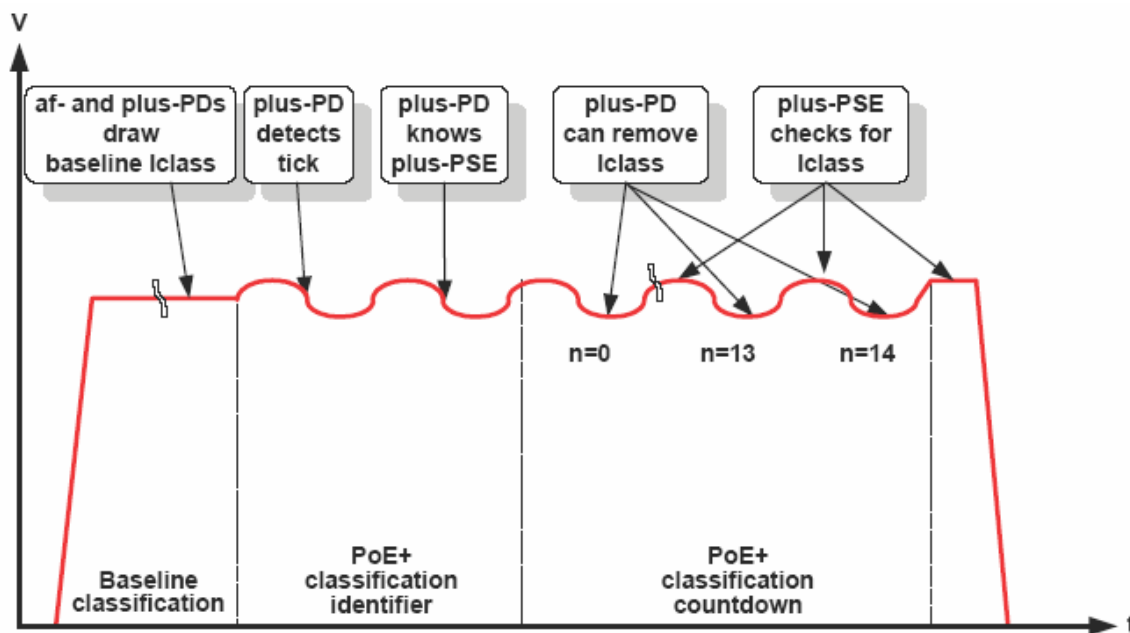 V
af- and plus-PDs
draw
baseline Iclass
plus-PD
detects
tick
plus-PD
knows
plus-PSE
plus-PD
can remove
Iclass
plus-PSE
checks for
Iclass
n=0
n=13
n=14
Baseline
classification
PoE+
classification
identifier
PoE+
classification
countdown
t